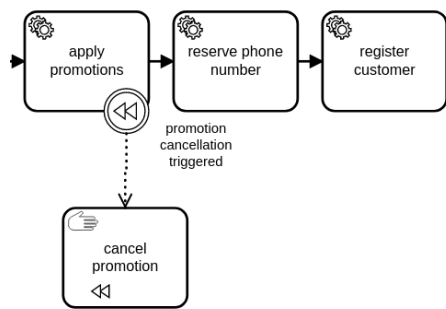 apply
promotions
reserve phone
number
register
customer
promotion
cancellation
triggered
cancel
promotion